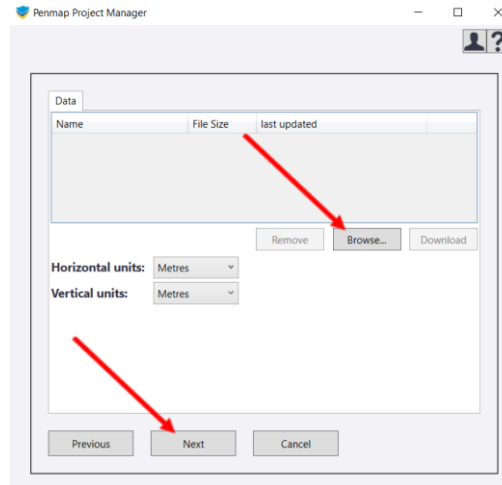 Penmap Project Manager
?
Data
Name File Size last updated
Remove Browse... Download
Horizontal units: Metres
Vertical units: Metres
Previous Next Cancel